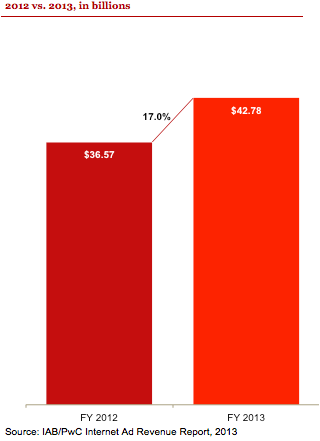 2012 vs. 2013, in billions
$42.78
17.0%
$36.57
FY 2012 FY 2013
Source: IAB/PwC Internet Ad Revenue Report, 2013